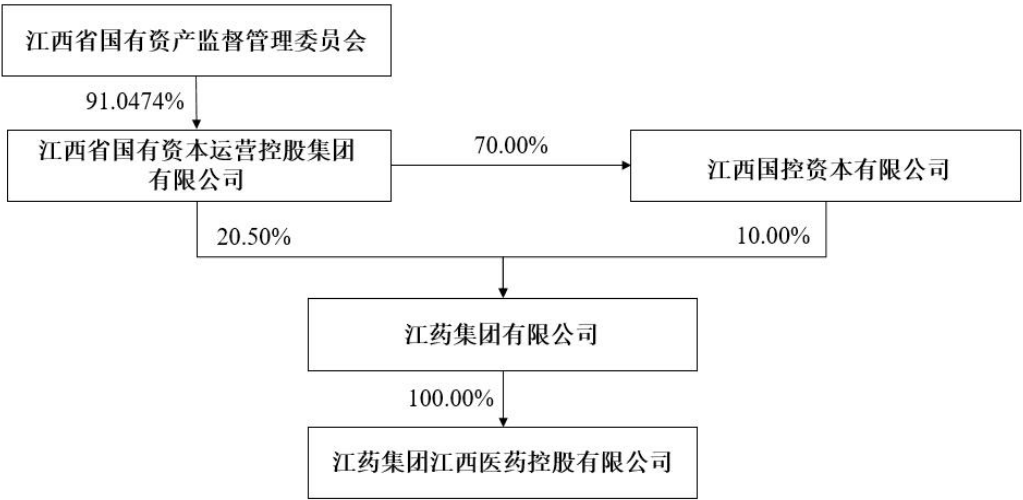 江西省国有资产监督管理委员会
91.0474%
江西省国有资本运营控股集团
有限公司
70.00%
江西国控资本有限公司
20.50%
10.00%
江药集团有限公司
100.00%
江药集团江西医药控股有限公司